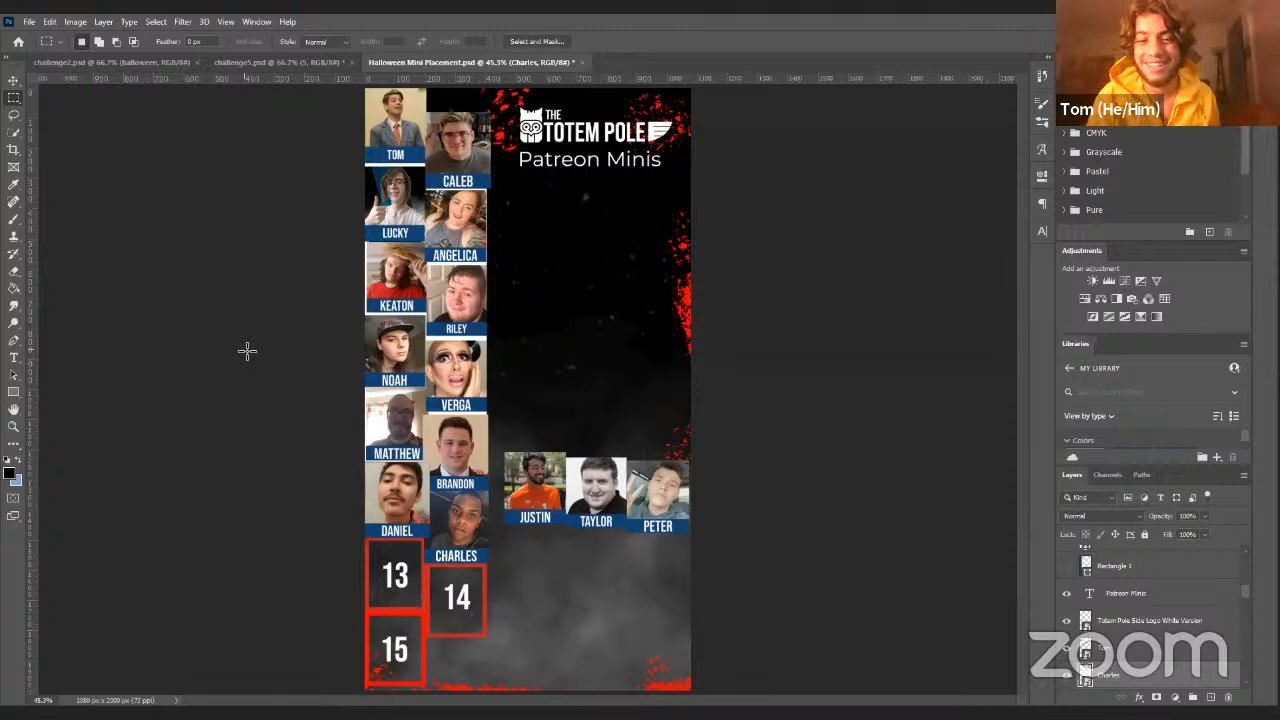 File Edit Image Layer Type Select Filter 3D View Window Help
Feather: 0 px Anti-alias Style: Normal Width: Height: Select and Mask...
challenge2.psd @ 66.7% (halloween, RGB/8#) × challenge5.psd @ 66.7% (5, RGB/8#) * × Halloween Mini Placement.psd @ 45.3% (Charles, RGB/8#) * ×
Tom (He/Him)
THE
TOTEM POLE
Patreon Minis
TOM
CALEB
LUCKY
ANGELICA
KEATON
RILEY
NOAH
VERGA
MATTHEW
BRANDON
DANIEL
CHARLES
JUSTIN
TAYLOR
PETER
13
14
15
CMYK
Grayscale
Pastel
Light
Pure
Adjustments
Add an adjustment
Libraries
MY LIBRARY
View by type
Colors
Layers Channels Paths
Kind
Normal Opacity: 100%
Lock: Fill: 100%
Rectangle 1
Patreon Minis
Totem Pole Side Logo White Version
Tom
Charles
zoom
45.3% 1080 px x 2000 px (72 ppi)